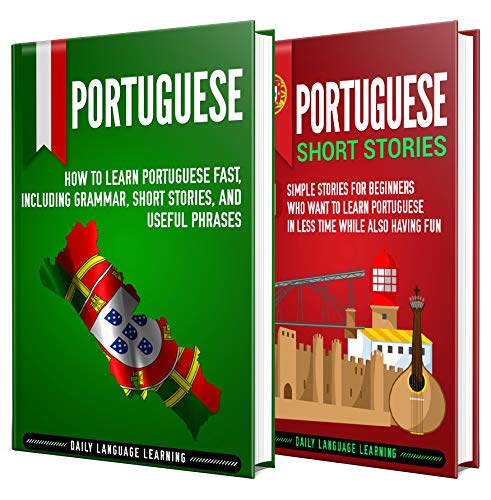 PORTUGUESE
HOW TO LEARN PORTUGUESE FAST,
INCLUDING GRAMMAR, SHORT STORIES, AND
USEFUL PHRASES
DAILY LANGUAGE LEARNING
PORTUGUESE
SHORT STORIES
SIMPLE STORIES FOR BEGINNERS
WHO WANT TO LEARN PORTUGUESE
IN LESS TIME WHILE ALSO HAVING FUN
DAILY LANGUAGE LEARNING